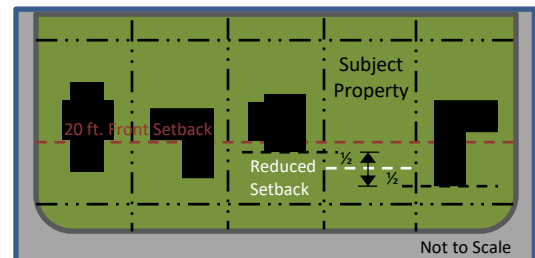 Subject
Property
20 ft. Front Setback
Reduced
Setback
½
½
Not to Scale